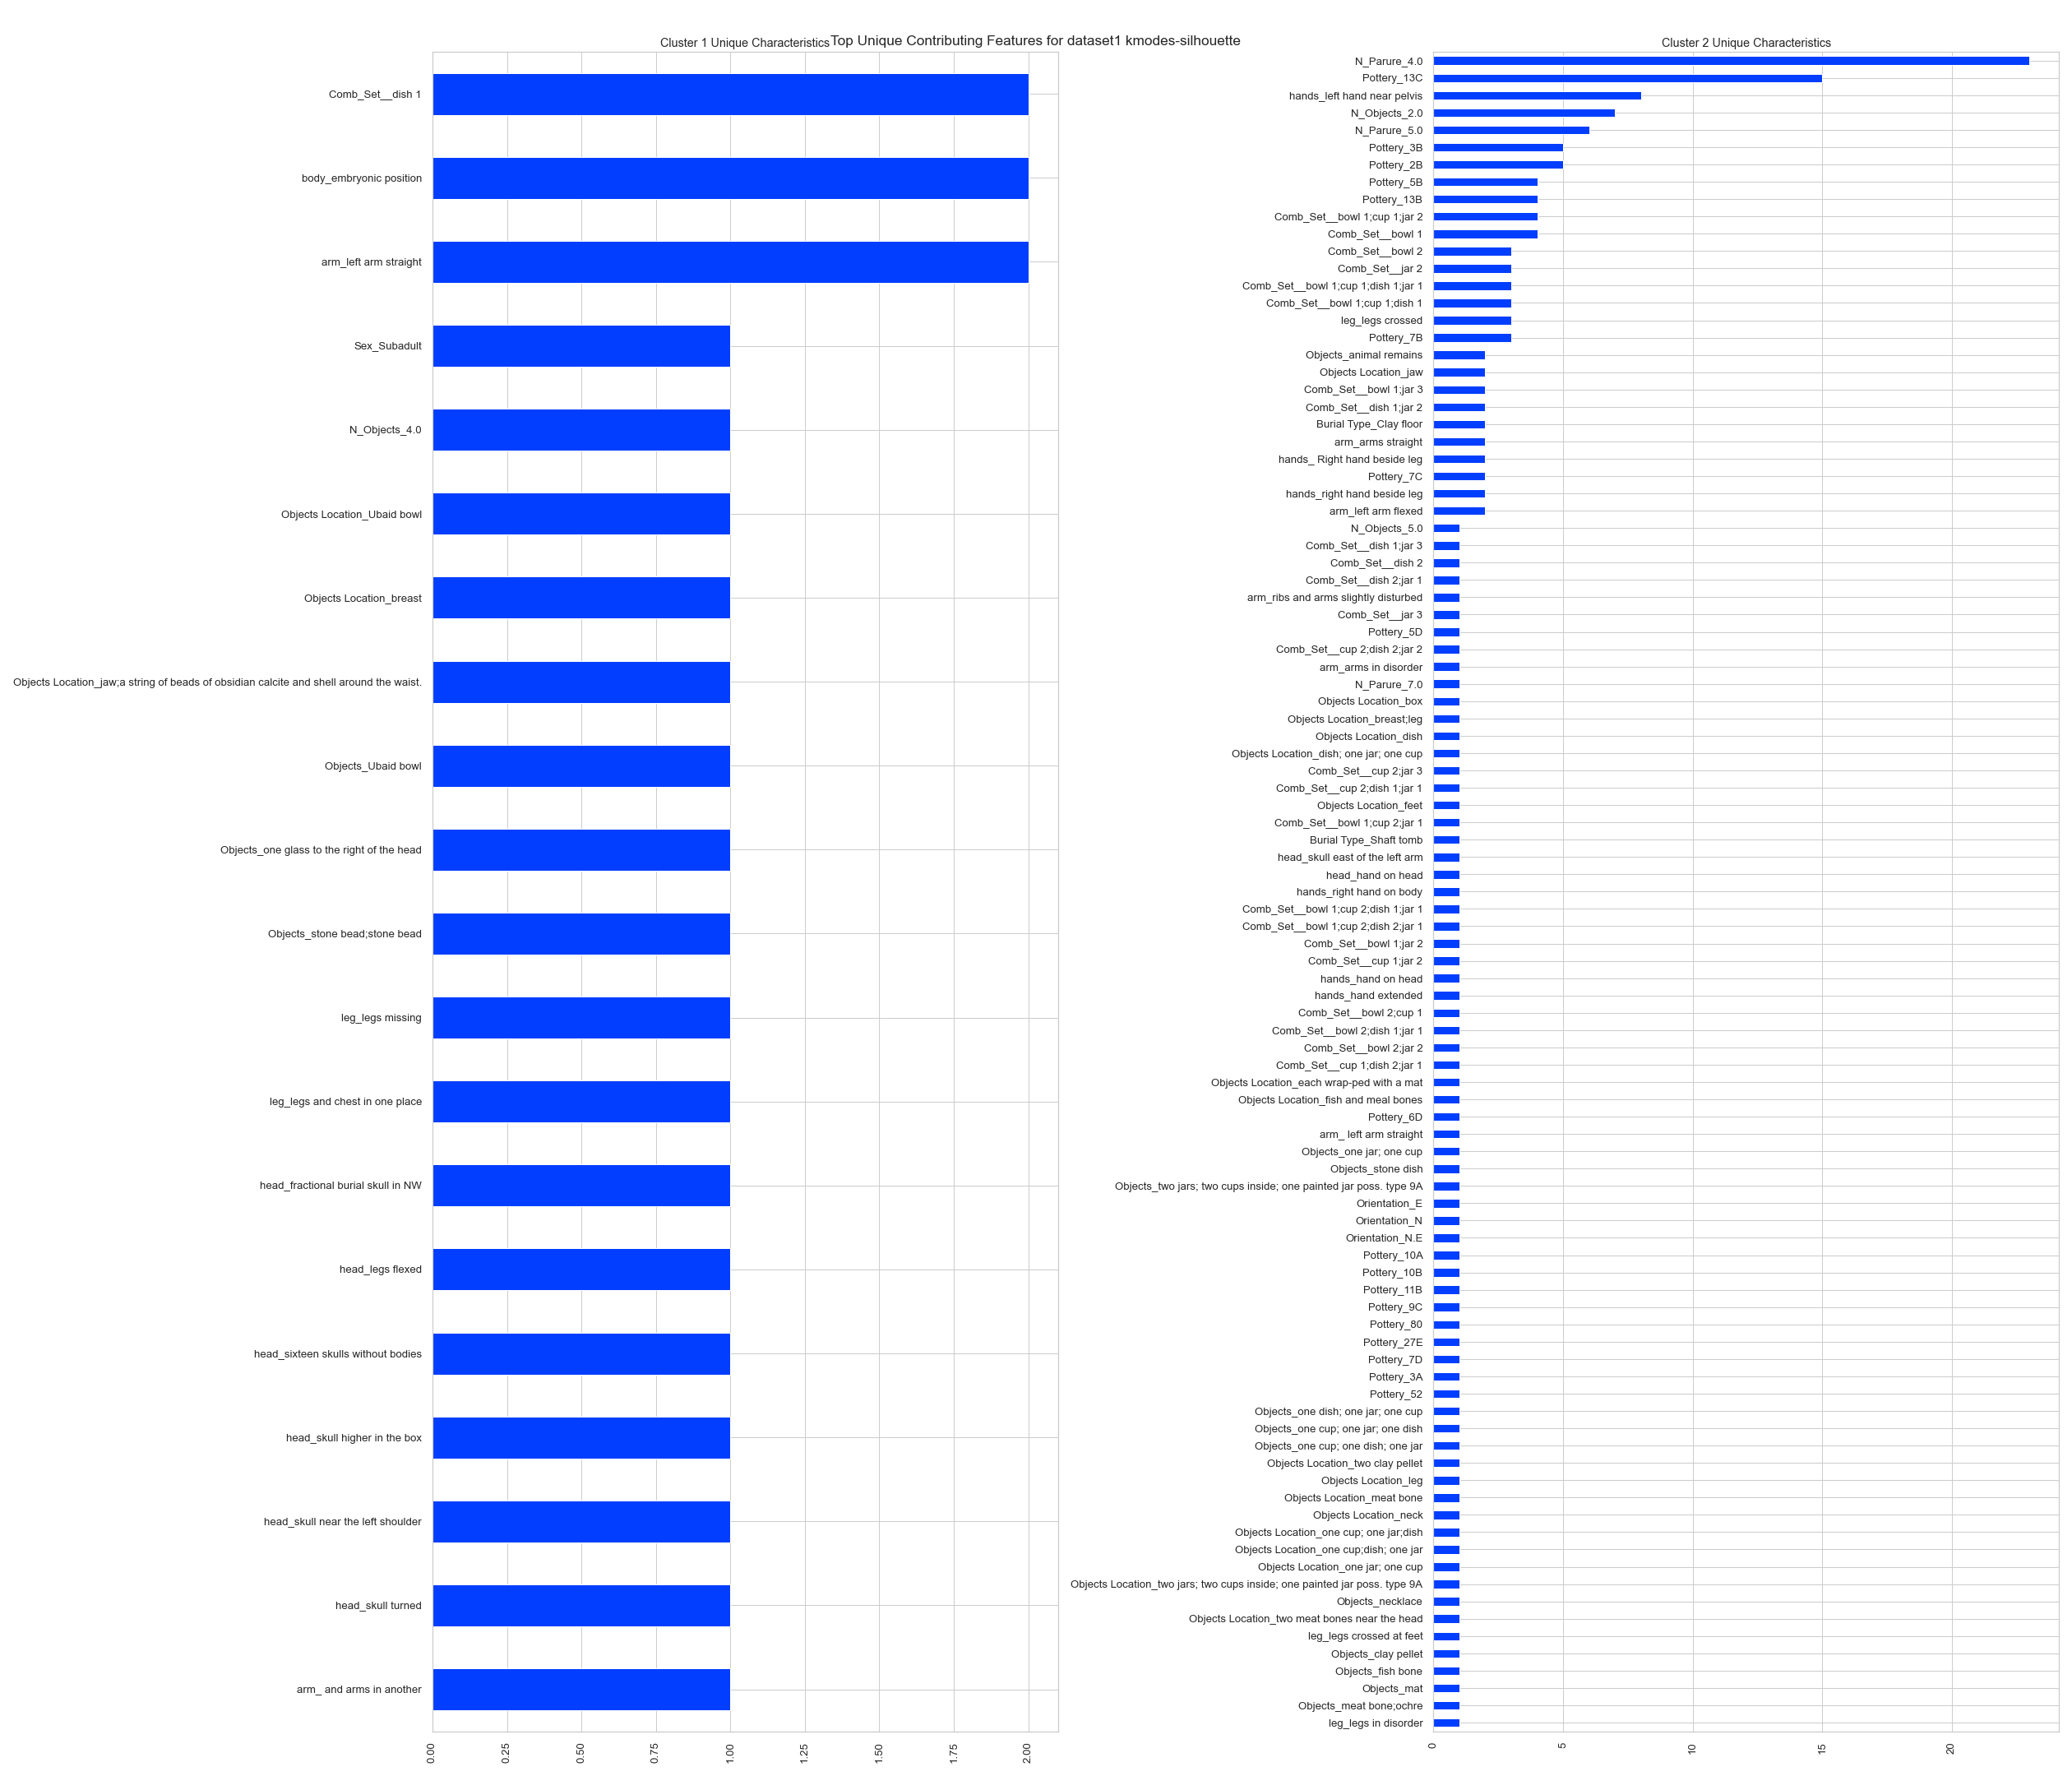 Top Unique Contributing Features for dataset1 kmodes-silhouette
Cluster 1 Unique Characteristics
Comb_Set__dish 1
body_embryonic position
arm_left arm straight
Sex_Subadult
N_Objects_4.0
Objects Location_Ubaid bowl
Objects Location_breast
Objects Location_jaw;a string of beads of obsidian calcite and shell around the waist.
Objects_Ubaid bowl
Objects_one glass to the right of the head
Objects_stone bead;stone bead
leg_legs missing
leg_legs and chest in one place
head_fractional burial skull in NW
head_legs flexed
head_sixteen skulls without bodies
head_skull higher in the box
head_skull near the left shoulder
head_skull turned
arm_ and arms in another
0.00
0.25
0.50
0.75
1.00
1.25
1.50
1.75
2.00
Cluster 2 Unique Characteristics
N_Parure_4.0
Pottery_13C
hands_left hand near pelvis
N_Objects_2.0
N_Parure_5.0
Pottery_3B
Pottery_2B
Pottery_5B
Pottery_13B
Comb_Set__bowl 1;cup 1;jar 2
Comb_Set__bowl 1
Comb_Set__bowl 2
Comb_Set__jar 2
Comb_Set__bowl 1;cup 1;dish 1;jar 1
Comb_Set__bowl 1;cup 1;dish 1
leg_legs crossed
Pottery_7B
Objects_animal remains
Objects Location_jaw
Comb_Set__bowl 1;jar 3
Comb_Set__dish 1;jar 2
Burial Type_Clay floor
arm_arms straight
hands_ Right hand beside leg
Pottery_7C
hands_right hand beside leg
arm_left arm flexed
N_Objects_5.0
Comb_Set__dish 1;jar 3
Comb_Set__dish 2
Comb_Set__dish 2;jar 1
arm_ribs and arms slightly disturbed
Comb_Set__jar 3
Pottery_5D
Comb_Set__cup 2;dish 2;jar 2
arm_arms in disorder
N_Parure_7.0
Objects Location_box
Objects Location_breast;leg
Objects Location_dish
Objects Location_dish; one jar; one cup
Comb_Set__cup 2;jar 3
Comb_Set__cup 2;dish 1;jar 1
Objects Location_feet
Comb_Set__bowl 1;cup 2;jar 1
Burial Type_Shaft tomb
head_skull east of the left arm
head_hand on head
hands_right hand on body
Comb_Set__bowl 1;cup 2;dish 1;jar 1
Comb_Set__bowl 1;cup 2;dish 2;jar 1
Comb_Set__bowl 1;jar 2
Comb_Set__cup 1;jar 2
hands_hand on head
hands_hand extended
Comb_Set__bowl 2;cup 1
Comb_Set__bowl 2;dish 1;jar 1
Comb_Set__bowl 2;jar 2
Comb_Set__cup 1;dish 2;jar 1
Objects Location_each wrap-ped with a mat
Objects Location_fish and meal bones
Pottery_6D
arm_ left arm straight
Objects_one jar; one cup
Objects_stone dish
Objects_two jars; two cups inside; one painted jar poss. type 9A
Orientation_E
Orientation_N
Orientation_N.E
Pottery_10A
Pottery_10B
Pottery_11B
Pottery_9C
Pottery_80
Pottery_27E
Pottery_7D
Pottery_3A
Pottery_52
Objects_one dish; one jar; one cup
Objects_one cup; one jar; one dish
Objects_one cup; one dish; one jar
Objects Location_two clay pellet
Objects Location_leg
Objects Location_meat bone
Objects Location_neck
Objects Location_one cup; one jar;dish
Objects Location_one cup;dish; one jar
Objects Location_one jar; one cup
Objects Location_two jars; two cups inside; one painted jar poss. type 9A
Objects_necklace
Objects Location_two meat bones near the head
leg_legs crossed at feet
Objects_clay pellet
Objects_fish bone
Objects_mat
Objects_meat bone;ochre
leg_legs in disorder
0
5
10
15
20